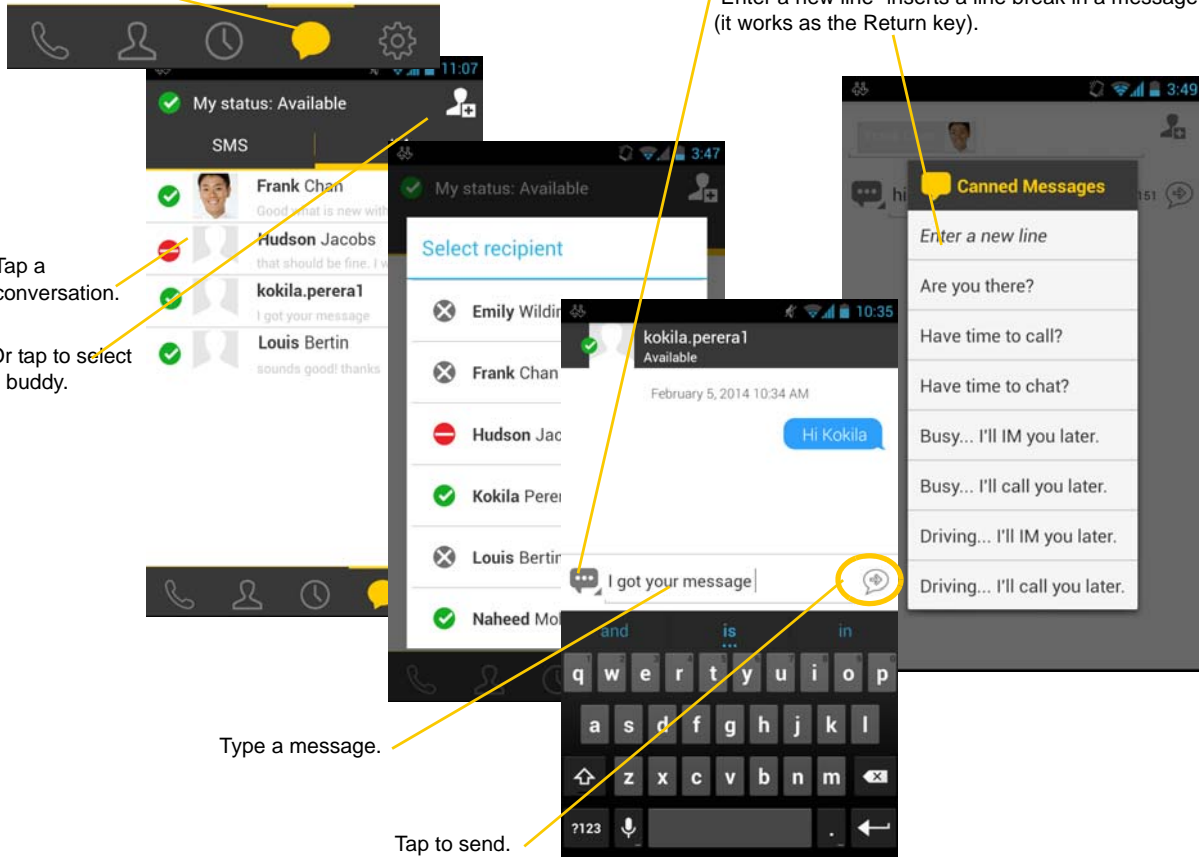 "Enter a new line" inserts a line break in a message
(it works as the Return key).
11:07
My status: Available
SMS
Frank Chan
Good what is new with
Hudson Jacobs
that should be fine. I w
kokila.perera1
I got your message
Louis Bertin
sounds good! thanks
Tap a
conversation.
Or tap to select
buddy.
3:47
My status: Available
Select recipient
Emily Wildin
Frank Chan
Hudson Jac
Kokila Perer
Louis Bertin
Naheed Mol
10:35
kokila.perera1
Available
February 5, 2014 10:34 AM
Hi Kokila
I got your message
and is in
q w e r t y u i o p
a s d f g h j k l
z x c v b n m
?123 .
3:49
hi
151
Canned Messages
Enter a new line
Are you there?
Have time to call?
Have time to chat?
Busy... I'll IM you later.
Busy... I'll call you later.
Driving... I'll IM you later.
Driving... I'll call you later.
Type a message.
Tap to send.